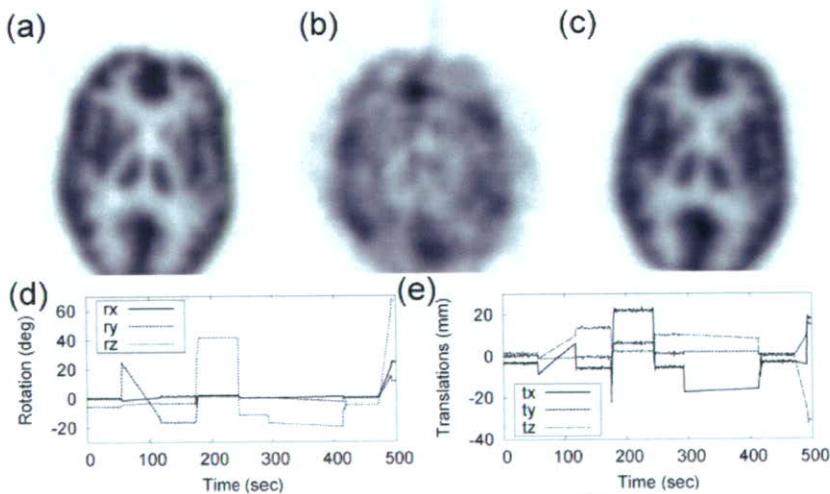 (a)
(b)
(c)
(d)
Rotation (deg)
60
40
20
0
-20
rx
ry
rz
0 100 200 300 400 500
Time (sec)
(e)
Translations (mm)
20
0
-20
-40
tx
ty
tz
0 100 200 300 400 500
Time (sec)